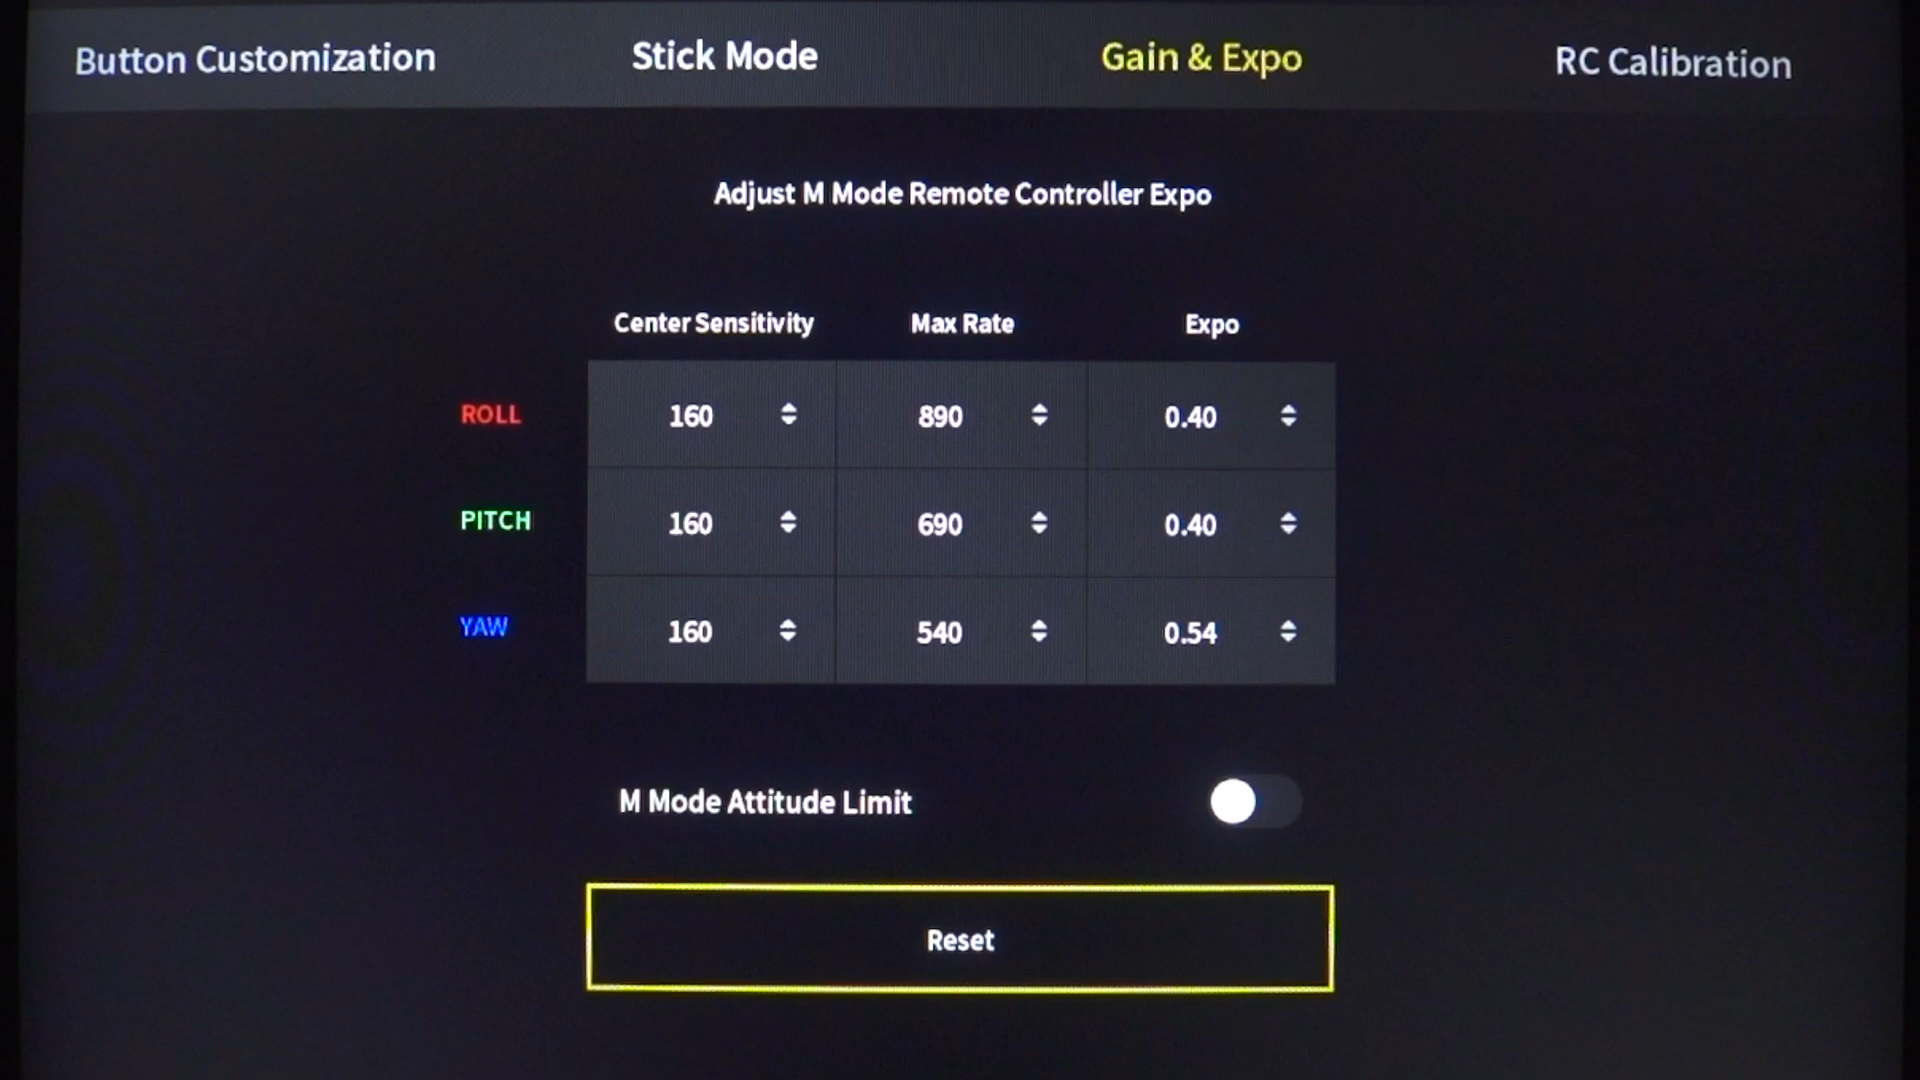 Button Customization Stick Mode Gain & Expo RC Calibration
Adjust M Mode Remote Controller Expo
Center Sensitivity Max Rate Expo
ROLL 160 890 0.40
PITCH 160 690 0.40
YAW 160 540 0.54
M Mode Attitude Limit
Reset